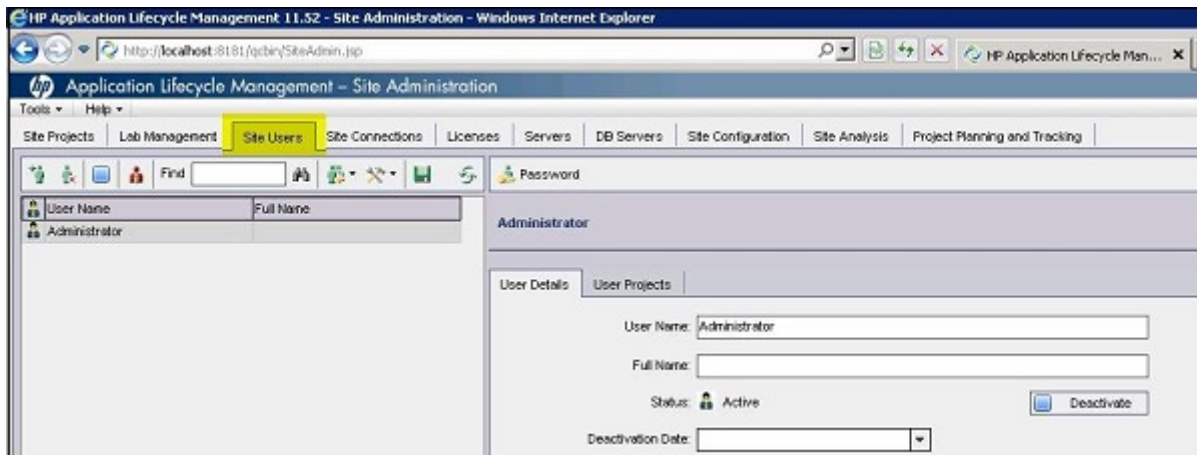 HP Application Lifecycle Management 11.52 - Site Administration - Windows Internet Explorer
http://localhost:8181/qcbin/SiteAdmin.jsp
HP Application Lifecycle Man...
hp Application Lifecycle Management – Site Administration
Tools Help
Site Projects Lab Management Site Users Site Connections Licenses Servers DB Servers Site Configuration Site Analysis Project Planning and Tracking
Find Password
User Name Full Name
Administrator
Administrator
User Details User Projects
User Name: Administrator
Full Name:
Status: Active Deactivate
Deactivation Date: